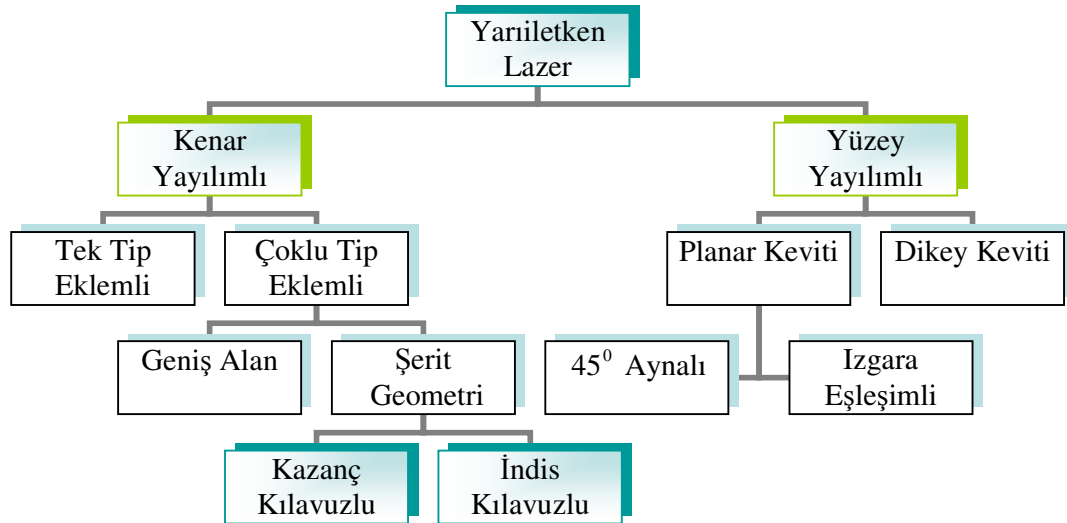 Yarıiletken
Lazer
Kenar
Yayılımlı
Yüzey
Yayılımlı
Tek Tip
Eklemli
Çoklu Tip
Eklemli
Planar Keviti
Dikey Keviti
Geniş Alan
Şerit
Geometri
45⁰ Aynalı
Izgara
Eşleşimli
Kazanç
Kılavuzlu
İndis
Kılavuzlu